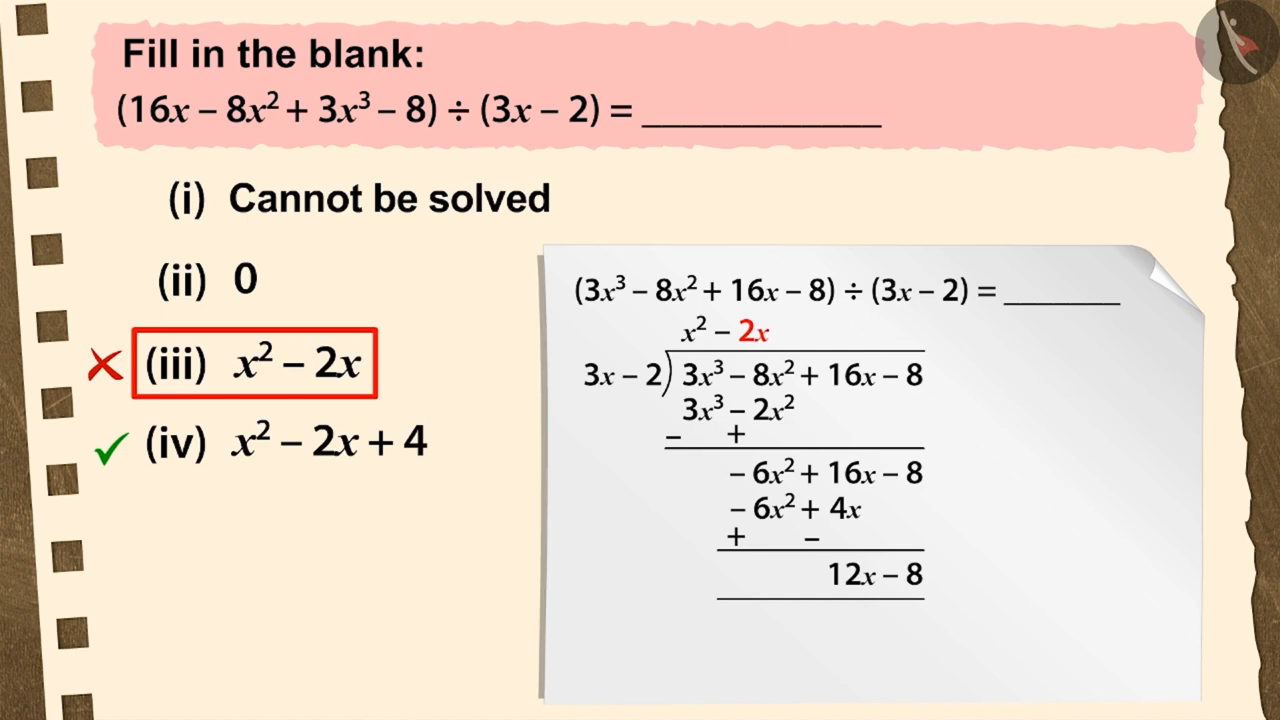 Fill in the blank:
(16x – 8x² + 3x³ – 8) ÷ (3x – 2) = ____________
(i) Cannot be solved
(ii) 0
(iii) x² – 2x
(iv) x² – 2x + 4
(3x³ – 8x² + 16x – 8) ÷ (3x – 2) = _______
x² – 2x
3x – 2) 3x³ – 8x² + 16x – 8
3x³ – 2x²
– +
– 6x² + 16x – 8
– 6x² + 4x
+ –
12x – 8